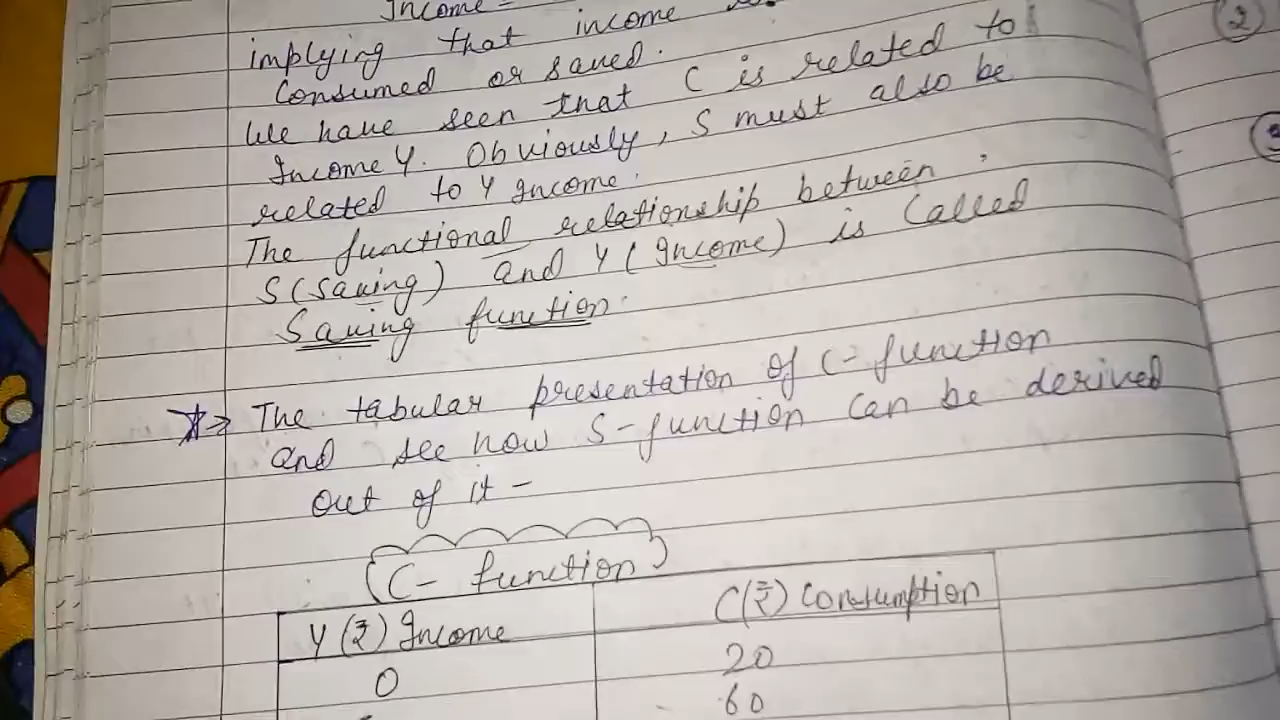 Income =
implying that income
Consumed or saved.
We have seen that C is related to
Income Y. Obviously, S must also be
related to Y Income.
The functional relationship between
S (saving) and Y (Income) is Called
Saving function.
The tabular presentation of C-function
and see how S-function can be derived
out of it -
(C- function)
Y (₹) Income C(₹) Consumption
0 20
60
2